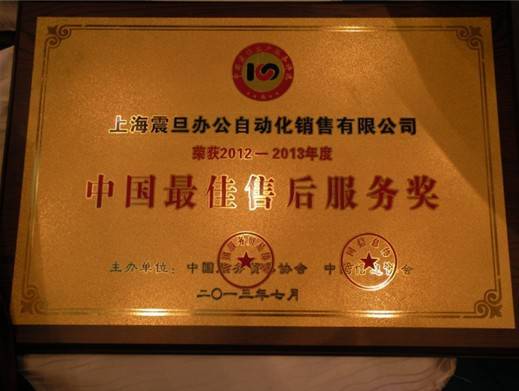 上海震旦办公自动化销售有限公司
荣获2012－2013年度
中国最佳售后服务奖
主办单位：中国 协会 中 会
二〇一三年七月